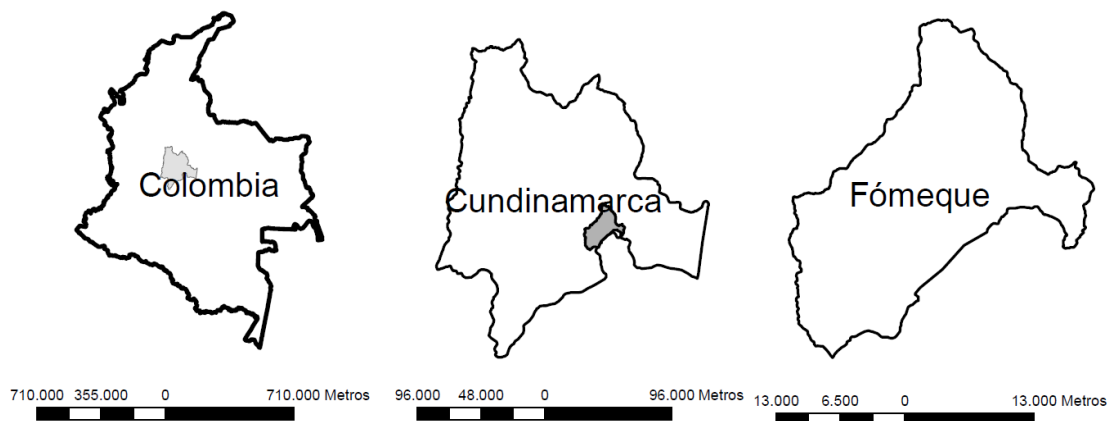 Colombia
Cundinamarca
Fómeque
710.000 355.000 0 710.000 Metros
96.000 48.000 0 96.000 Metros
13.000 6.500 0 13.000 Metros